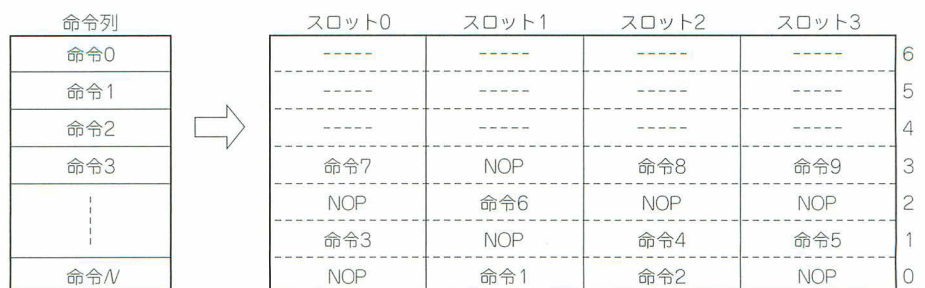 命令列
命令0
命令1
命令2
命令3
命令N
スロット0 スロット1 スロット2 スロット3
----- ----- ----- ----- 6
----- ----- ----- ----- 5
----- ----- ----- ----- 4
命令7 NOP 命令8 命令9 3
NOP 命令6 NOP NOP 2
命令3 NOP 命令4 命令5 1
NOP 命令1 命令2 NOP 0